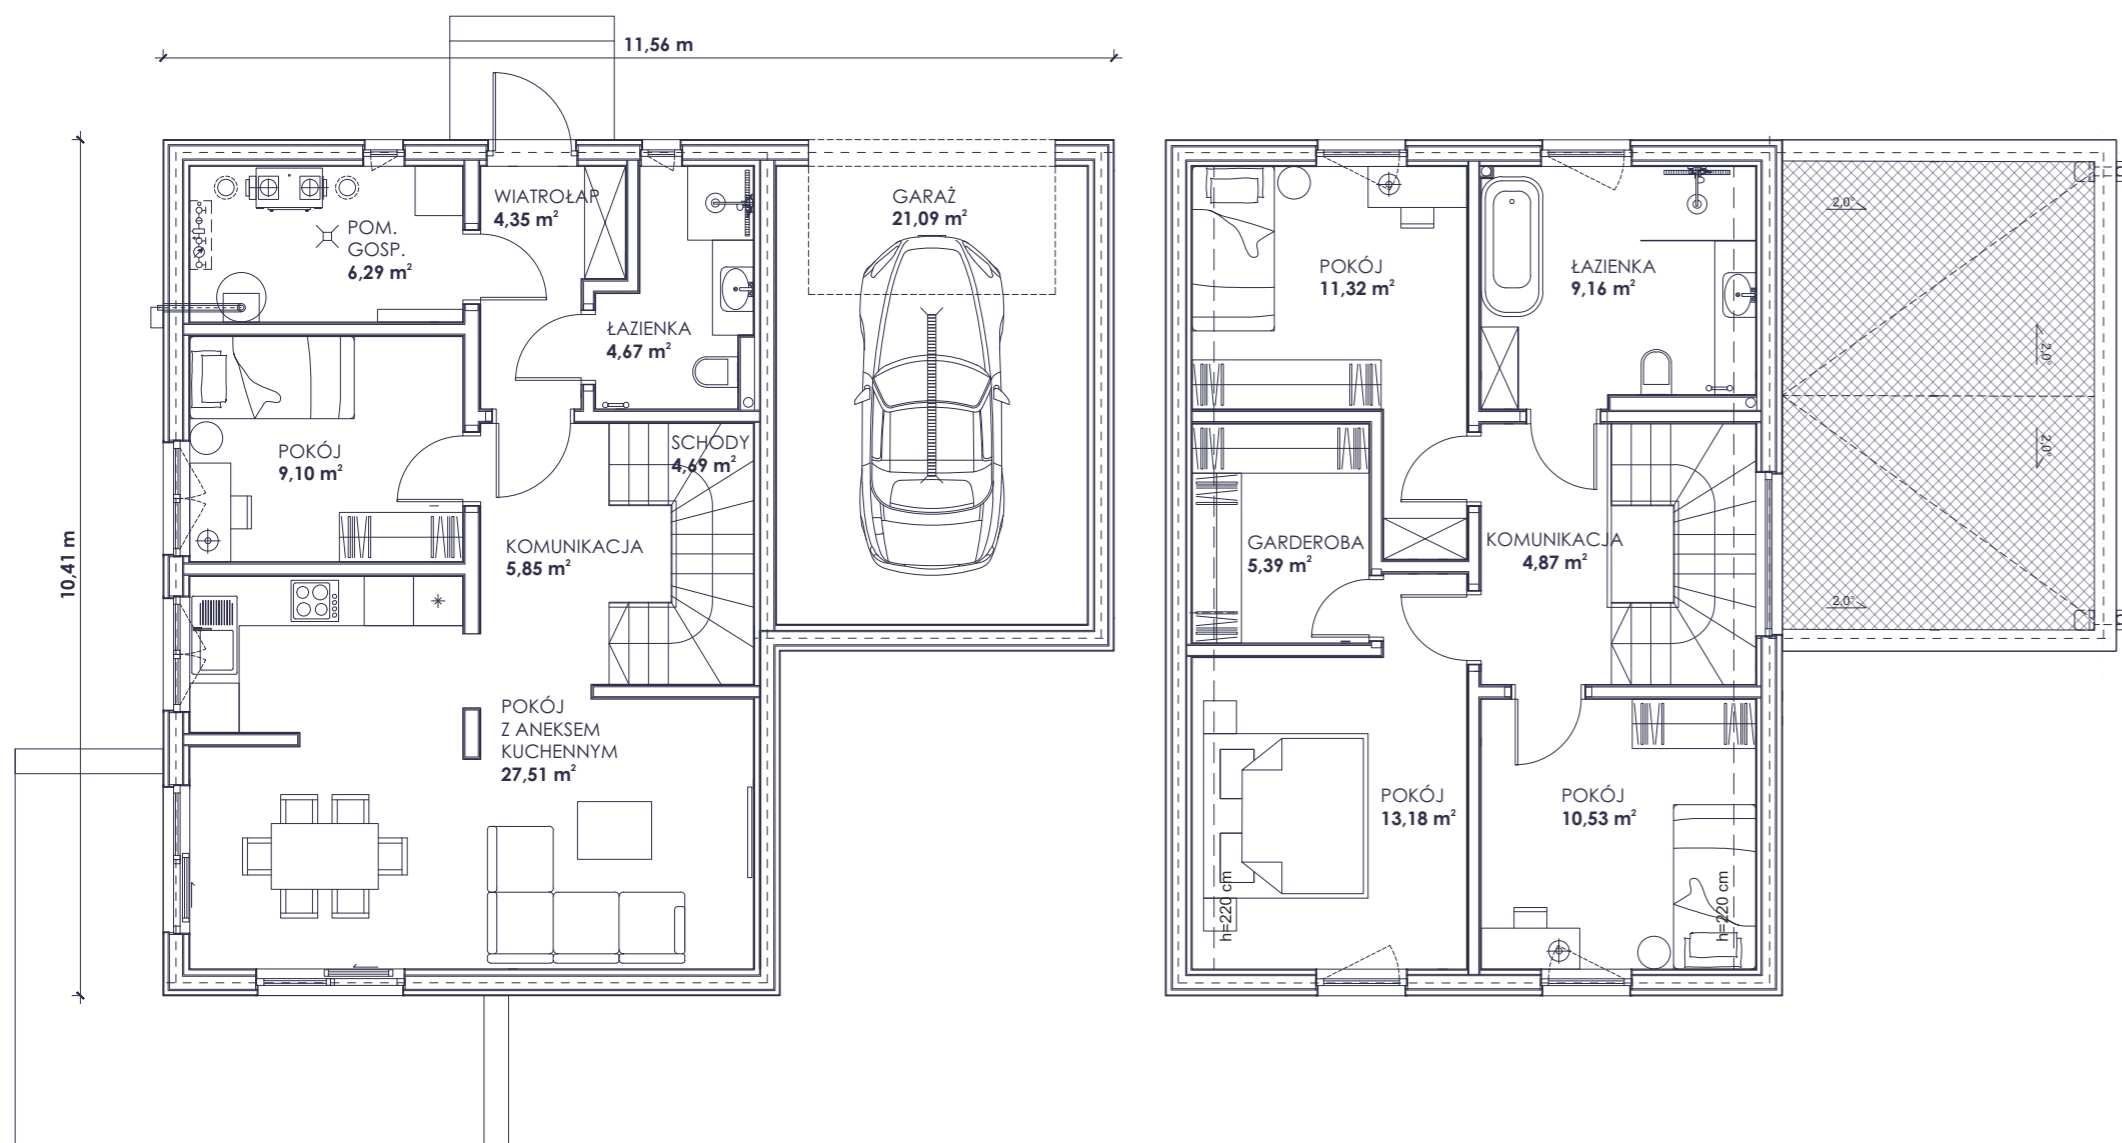 11,56 m
10,41 m
WIATROŁAP
4,35 m²
GARAŻ
21,09 m²
POM.
GOSP.
6,29 m²
ŁAZIENKA
4,67 m²
POKÓJ
9,10 m²
SCHODY
4,69 m²
KOMUNIKACJA
5,85 m²
POKÓJ
Z ANEKSEM
KUCHENNYM
27,51 m²
POKÓJ
11,32 m²
ŁAZIENKA
9,16 m²
GARDEROBA
5,39 m²
KOMUNIKACJA
4,87 m²
POKÓJ
13,18 m²
POKÓJ
10,53 m²
h=220 cm
h=220 cm
2,0°
2,0°
2,0°
2,0°